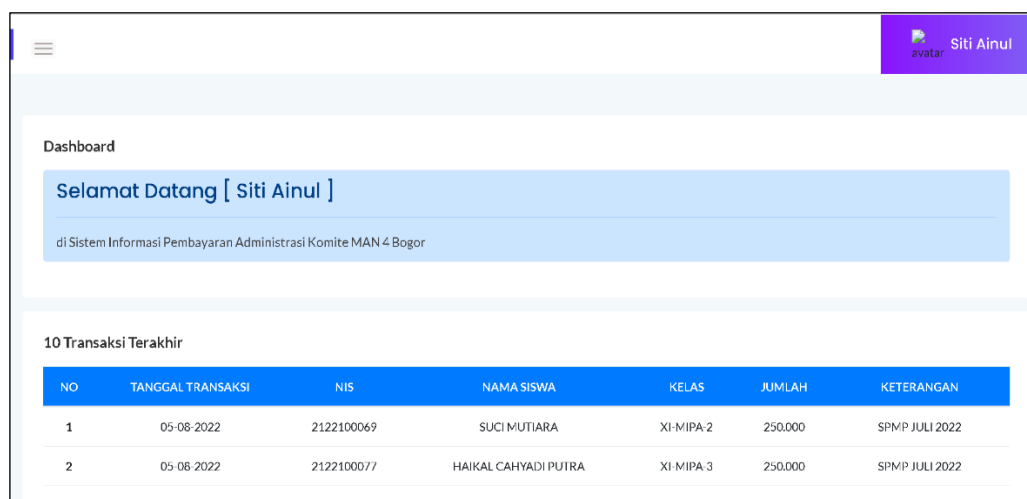 avatar Siti Ainul
Dashboard
Selamat Datang [ Siti Ainul ]
di Sistem Informasi Pembayaran Administrasi Komite MAN 4 Bogor
10 Transaksi Terakhir
NO TANGGAL TRANSAKSI NIS NAMA SISWA KELAS JUMLAH KETERANGAN
1 05-08-2022 2122100069 SUCI MUTIARA XI-MIPA-2 250.000 SPMP JULI 2022
2 05-08-2022 2122100077 HAIKAL CAHYADI PUTRA XI-MIPA-3 250.000 SPMP JULI 2022